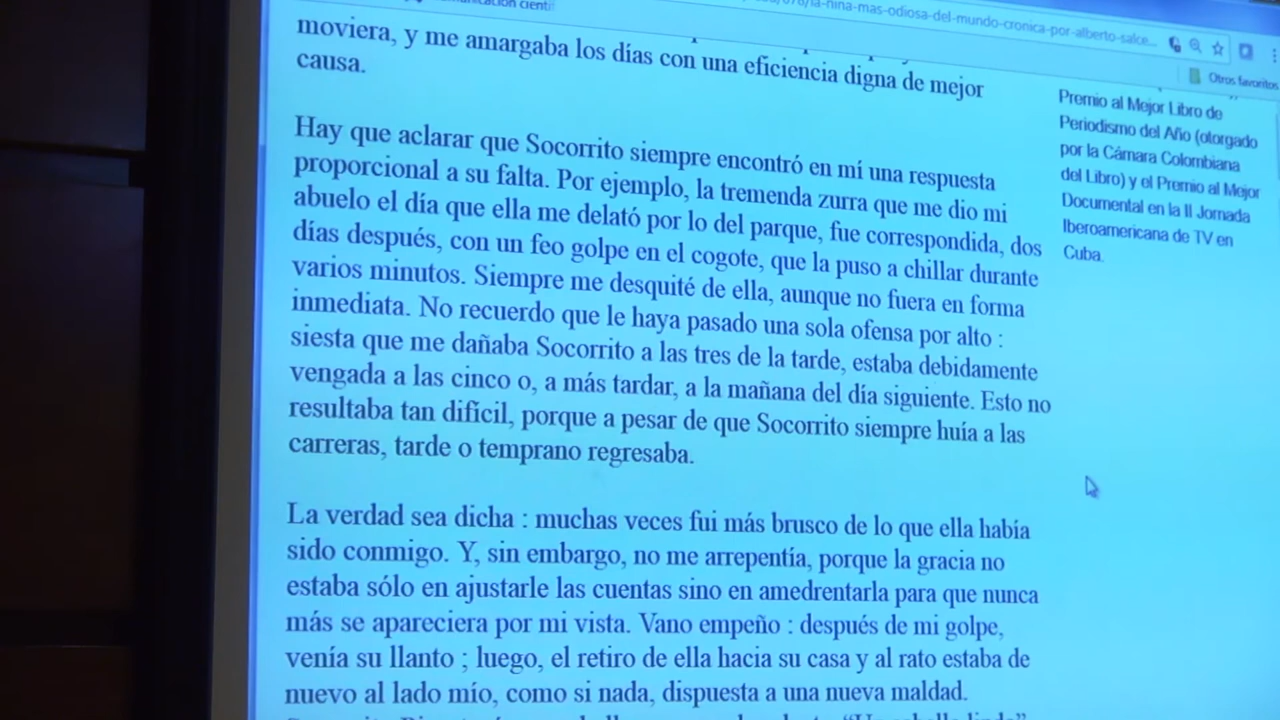 la-nina-mas-odiosa-del-mundo-cronica-por-alberto-salce...
Otros favoritos
moviera, y me amargaba los días con una eficiencia digna de mejor
causa.
Hay que aclarar que Socorrito siempre encontró en mí una respuesta
proporcional a su falta. Por ejemplo, la tremenda zurra que me dio mi
abuelo el día que ella me delató por lo del parque, fue correspondida, dos
días después, con un feo golpe en el cogote, que la puso a chillar durante
varios minutos. Siempre me desquité de ella, aunque no fuera en forma
inmediata. No recuerdo que le haya pasado una sola ofensa por alto :
siesta que me dañaba Socorrito a las tres de la tarde, estaba debidamente
vengada a las cinco o, a más tardar, a la mañana del día siguiente. Esto no
resultaba tan difícil, porque a pesar de que Socorrito siempre huía a las
carreras, tarde o temprano regresaba.
La verdad sea dicha : muchas veces fui más brusco de lo que ella había
sido conmigo. Y, sin embargo, no me arrepentía, porque la gracia no
estaba sólo en ajustarle las cuentas sino en amedrentarla para que nunca
más se apareciera por mi vista. Vano empeño : después de mi golpe,
venía su llanto ; luego, el retiro de ella hacia su casa y al rato estaba de
nuevo al lado mío, como si nada, dispuesta a una nueva maldad.
Premio al Mejor Libro de
Periodismo del Año (otorgado
por la Cámara Colombiana
del Libro) y el Premio al Mejor
Documental en la II Jornada
Iberoamericana de TV en
Cuba.